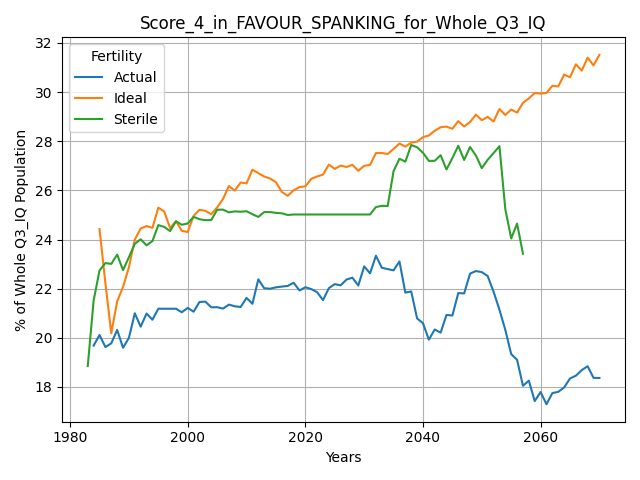 Score_4_in_FAVOUR_SPANKING_for_Whole_Q3_IQ
Fertility
Actual
Ideal
Sterile
% of Whole Q3_IQ Population
32
30
28
26
24
22
20
18
1980
2000
2020
2040
2060
Years